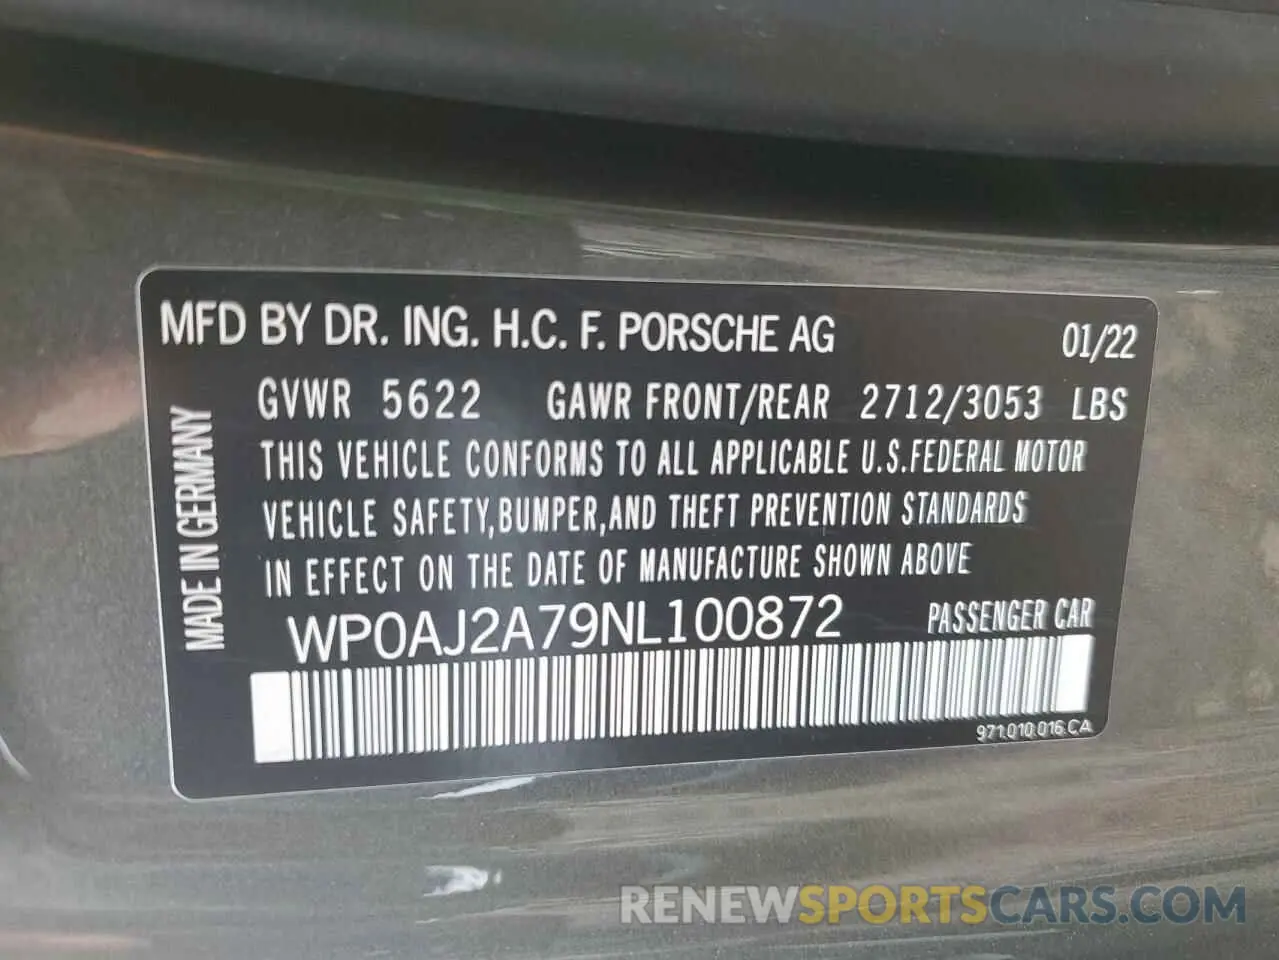 MFD BY DR. ING. H.C. F. PORSCHE AG 01/22
GVWR 5622 GAWR FRONT/REAR 2712/3053 LBS
THIS VEHICLE CONFORMS TO ALL APPLICABLE U.S.FEDERAL MOTOR
VEHICLE SAFETY,BUMPER,AND THEFT PREVENTION STANDARDS
IN EFFECT ON THE DATE OF MANUFACTURE SHOWN ABOVE
MADE IN GERMANY
WP0AJ2A79NL100872 PASSENGER CAR
971.010.016.CA
RENEWSPORTSCARS.COM